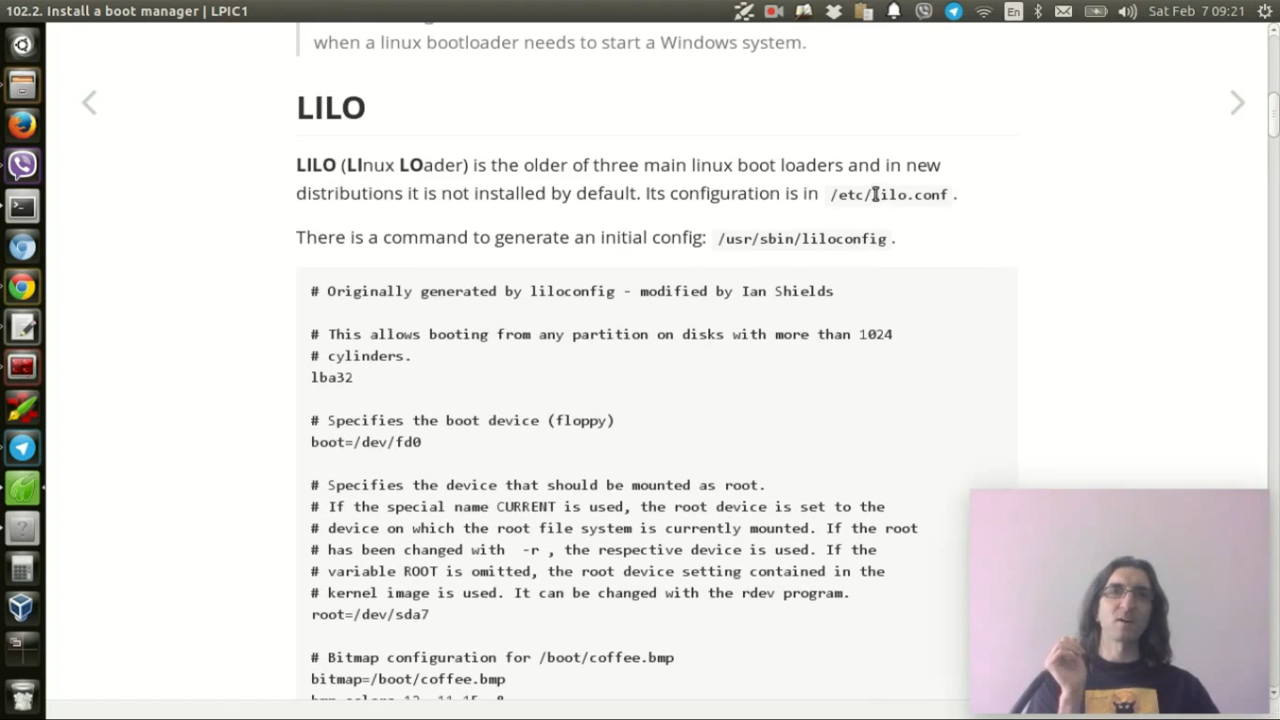 102.2. Install a boot manager | LPIC1
En
Sat Feb 7 09:21
when a linux bootloader needs to start a Windows system.
LILO
LILO (LInux LOader) is the older of three main linux boot loaders and in new
distributions it is not installed by default. Its configuration is in /etc/lilo.conf .
There is a command to generate an initial config: /usr/sbin/liloconfig .
# Originally generated by liloconfig - modified by Ian Shields
# This allows booting from any partition on disks with more than 1024
# cylinders.
lba32
# Specifies the boot device (floppy)
boot=/dev/fd0
# Specifies the device that should be mounted as root.
# If the special name CURRENT is used, the root device is set to the
# device on which the root file system is currently mounted. If the root
# has been changed with -r , the respective device is used. If the
# variable ROOT is omitted, the root device setting contained in the
# kernel image is used. It can be changed with the rdev program.
root=/dev/sda7
# Bitmap configuration for /boot/coffee.bmp
bitmap=/boot/coffee.bmp